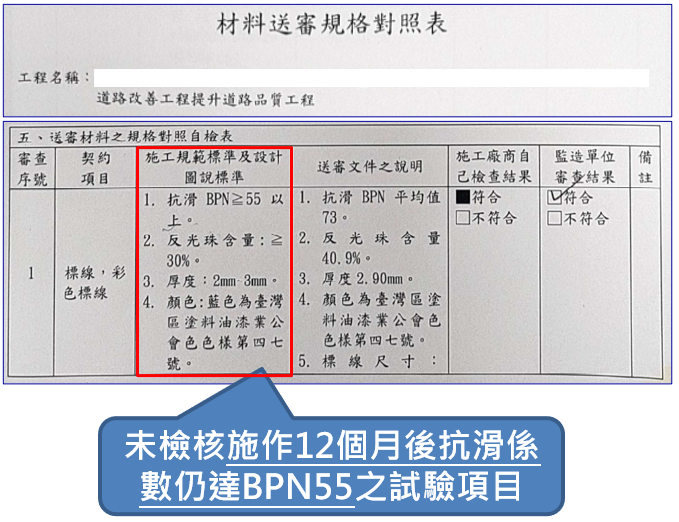 材料送審規格對照表
工程名稱：
道路改善工程提升道路品質工程
五、送審材料之規格對照自檢表
審查序號
契約項目
施工規範標準及設計圖說標準
送審文件之說明
施工廠商自己檢查結果
監造單位審查結果
備註
1
標線，彩色標線
1. 抗滑 BPN≧55 以上。
2. 反光珠含量：≧30%。
3. 厚度：2mm~3mm。
4. 顏色：藍色為臺灣區塗料油漆業公會色色樣第四七號。
1. 抗滑 BPN 平均值73。
2. 反光珠含量40.9%。
3. 厚度 2.90mm。
4. 顏色為臺灣區塗料油漆業公會色色樣第四七號。
5. 標線尺寸：
■符合
□不符合
☑符合
□不符合
未檢核施作12個月後抗滑係
數仍達BPN55之試驗項目